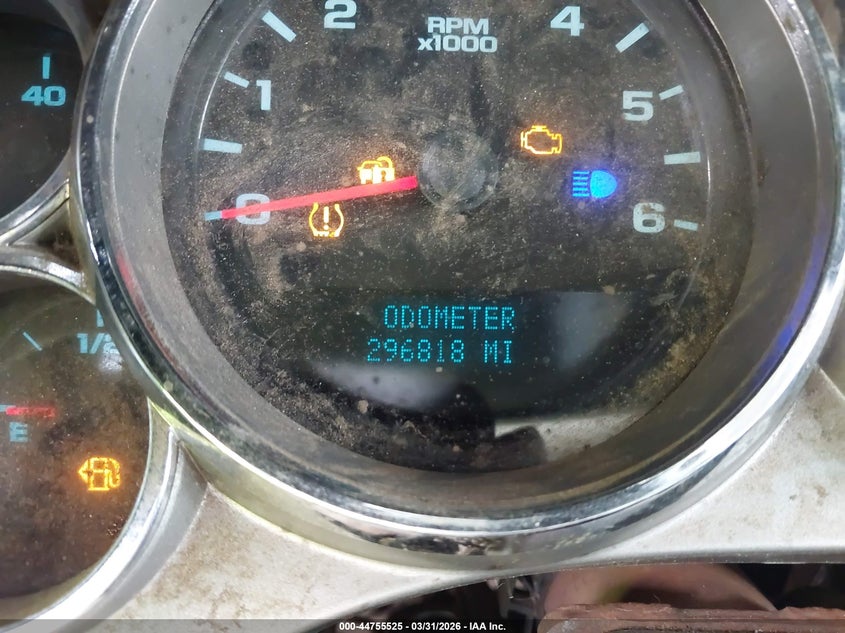 2
RPM
x1000
4
40
1
5
0
6
ODOMETER
296818 MI
1/2
E
000-44755525 | 03/31/2026 - IAA Inc.